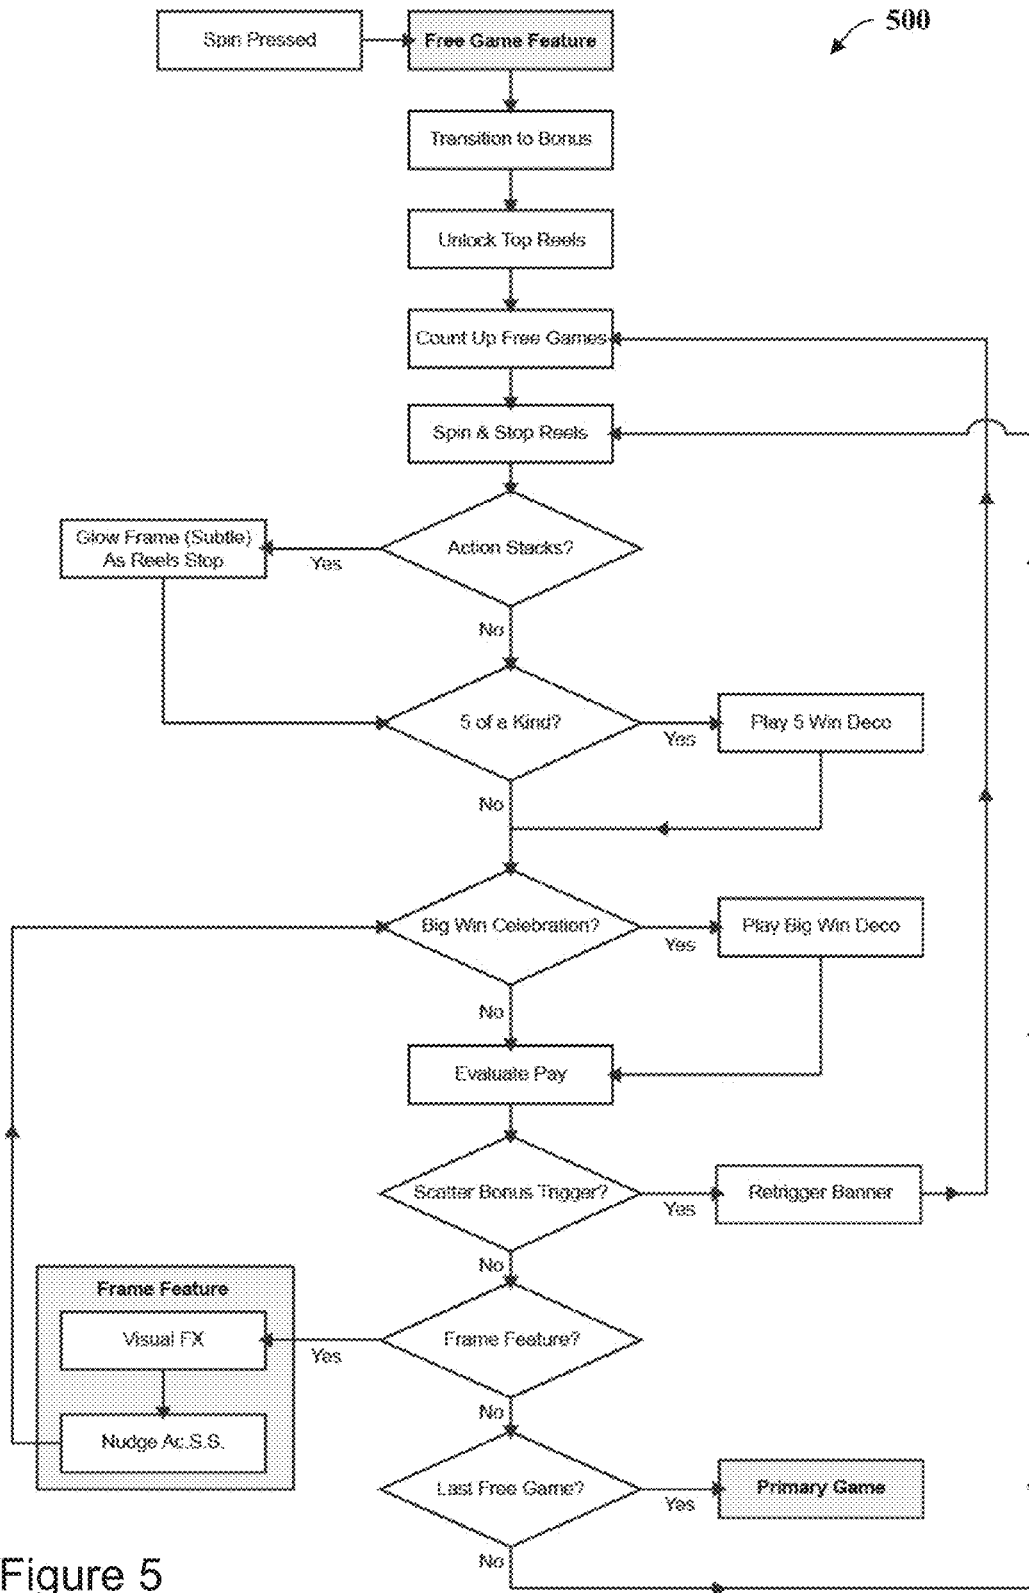 500
Spin Pressed
Free Game Feature
Transition to Bonus
Unlock Top Reels
Count Up Free Games
Spin & Stop Reels
Action Stacks?
Yes
Glow Frame (Subtle)
As Reels Stop
No
5 of a Kind?
Yes
Play 5 Win Deco
No
Big Win Celebration?
Yes
Play Big Win Deco
No
Evaluate Pay
Scatter Bonus Trigger?
Yes
Retrigger Banner
No
Frame Feature
Visual FX
Yes
Frame Feature?
Nudge Ac.S.S.
No
Last Free Game?
Yes
Primary Game
No
Figure 5